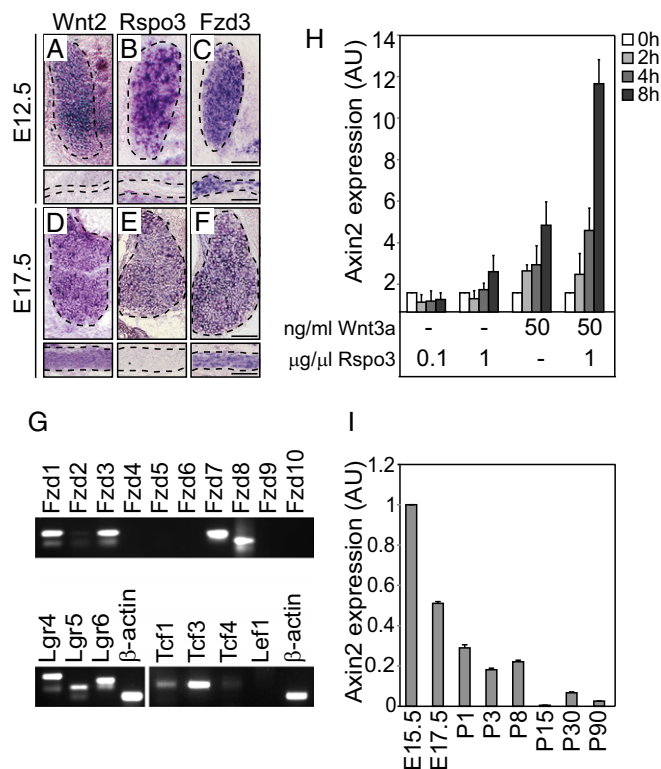 Wnt2 Rspo3 Fzd3
E12.5
A B C
E17.5
D E F
H
Axin2 expression (AU)
14
12
10
8
6
4
2
0h
2h
4h
8h
ng/ml Wnt3a - - 50 50
μg/μl Rspo3 0.1 1 - 1
G
Fzd1 Fzd2 Fzd3 Fzd4 Fzd5 Fzd6 Fzd7 Fzd8 Fzd9 Fzd10
Lgr4 Lgr5 Lgr6 β-actin Tcf1 Tcf3 Tcf4 Lef1 β-actin
I
Axin2 expression (AU)
1.2
1
0.8
0.6
0.4
0.2
0
E15.5 E17.5 P1 P3 P8 P15 P30 P90